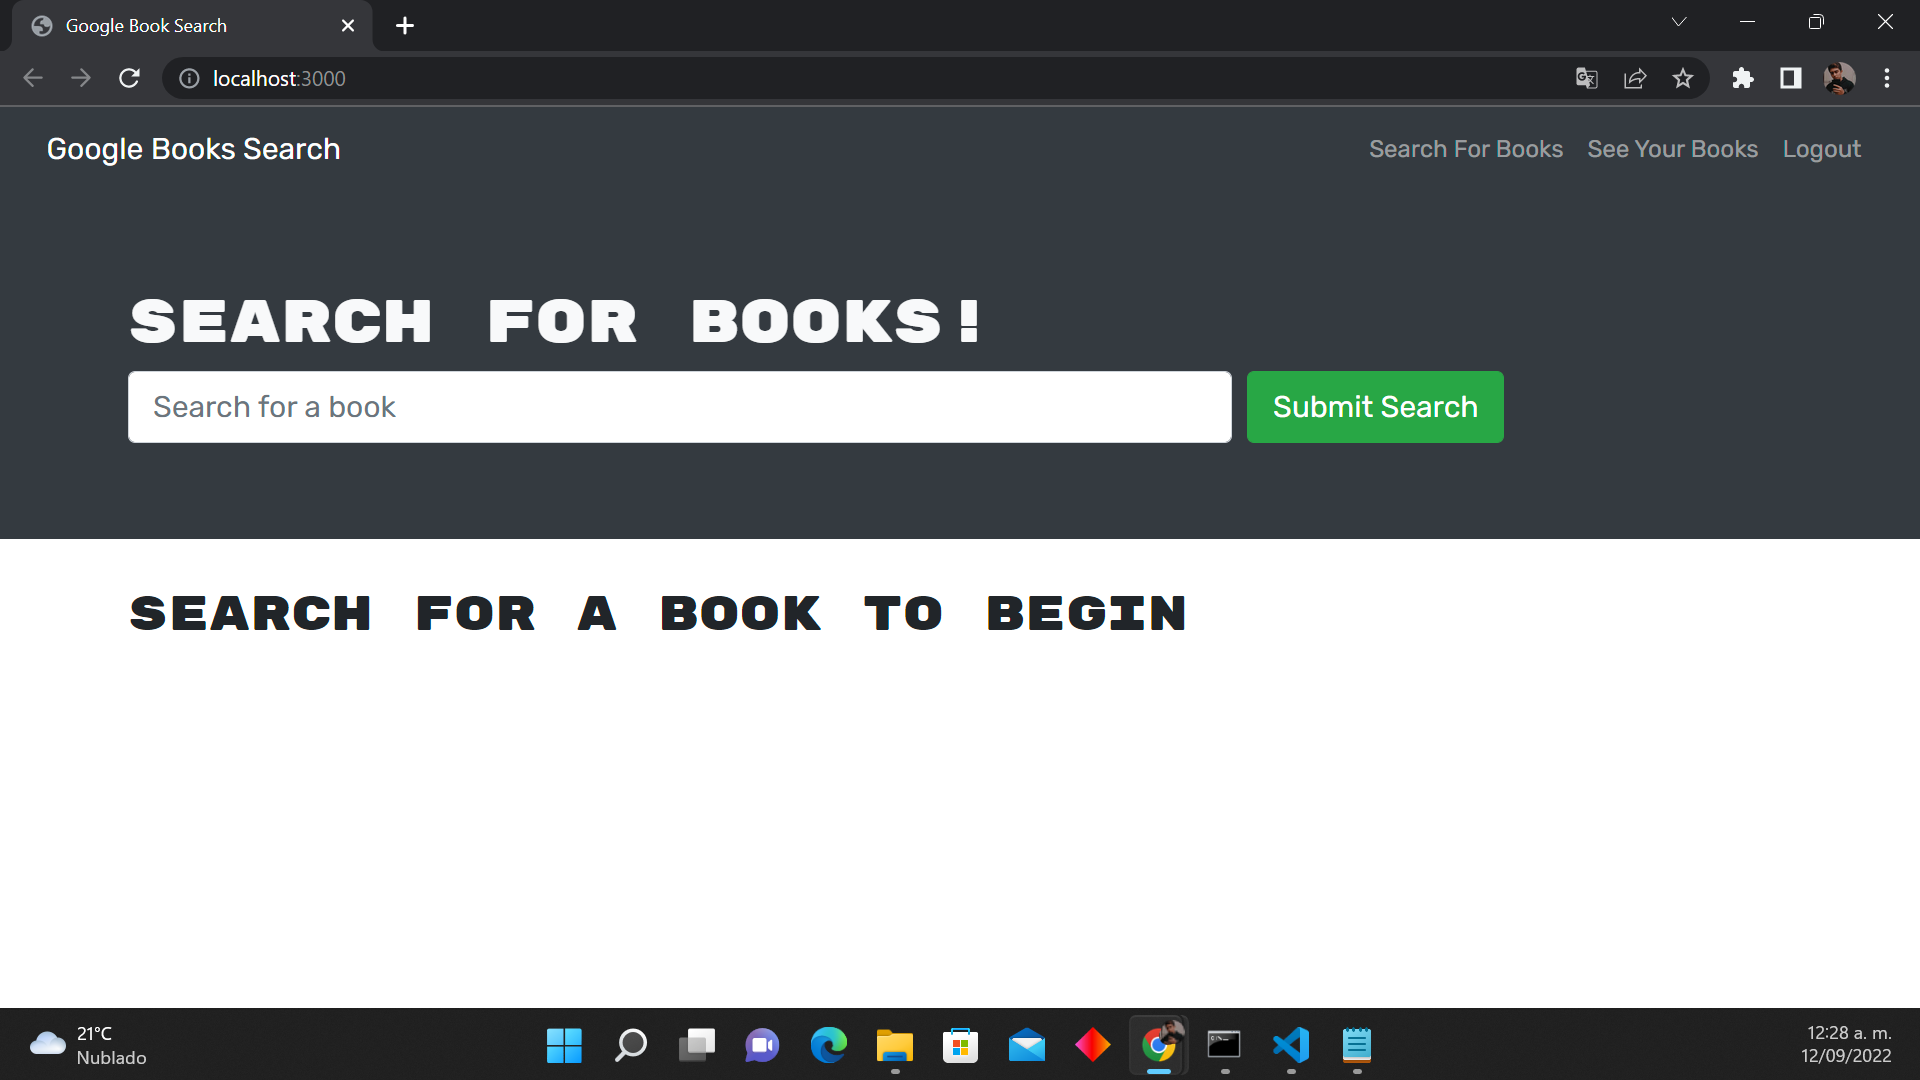 Google Book Search
localhost:3000
Google Books Search
Search For Books See Your Books Logout
SEARCH FOR BOOKS!
Search for a book
Submit Search
SEARCH FOR A BOOK TO BEGIN
21°C
Nublado
12:28 a. m.
12/09/2022